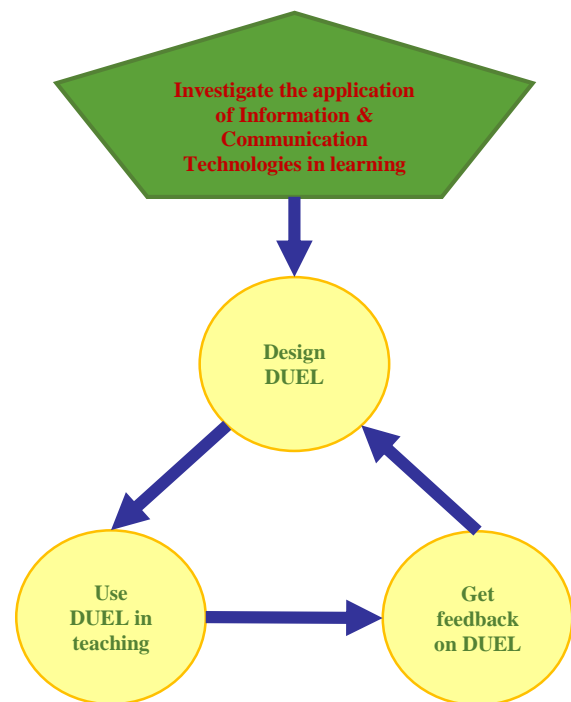 Investigate the application
of Information &
Communication
Technologies in learning
Design
DUEL
Use
DUEL in
teaching
Get
feedback
on DUEL